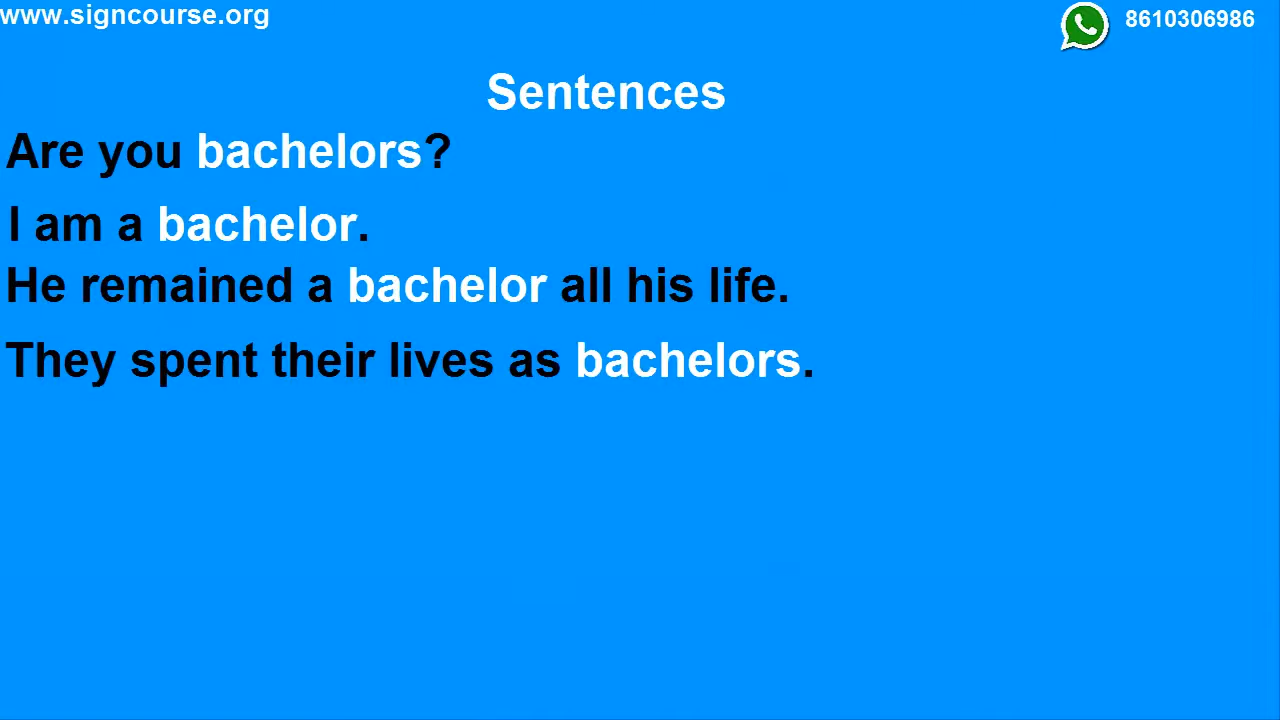 www.signcourse.org
8610306986
Sentences
Are you bachelors?
I am a bachelor.
He remained a bachelor all his life.
They spent their lives as bachelors.